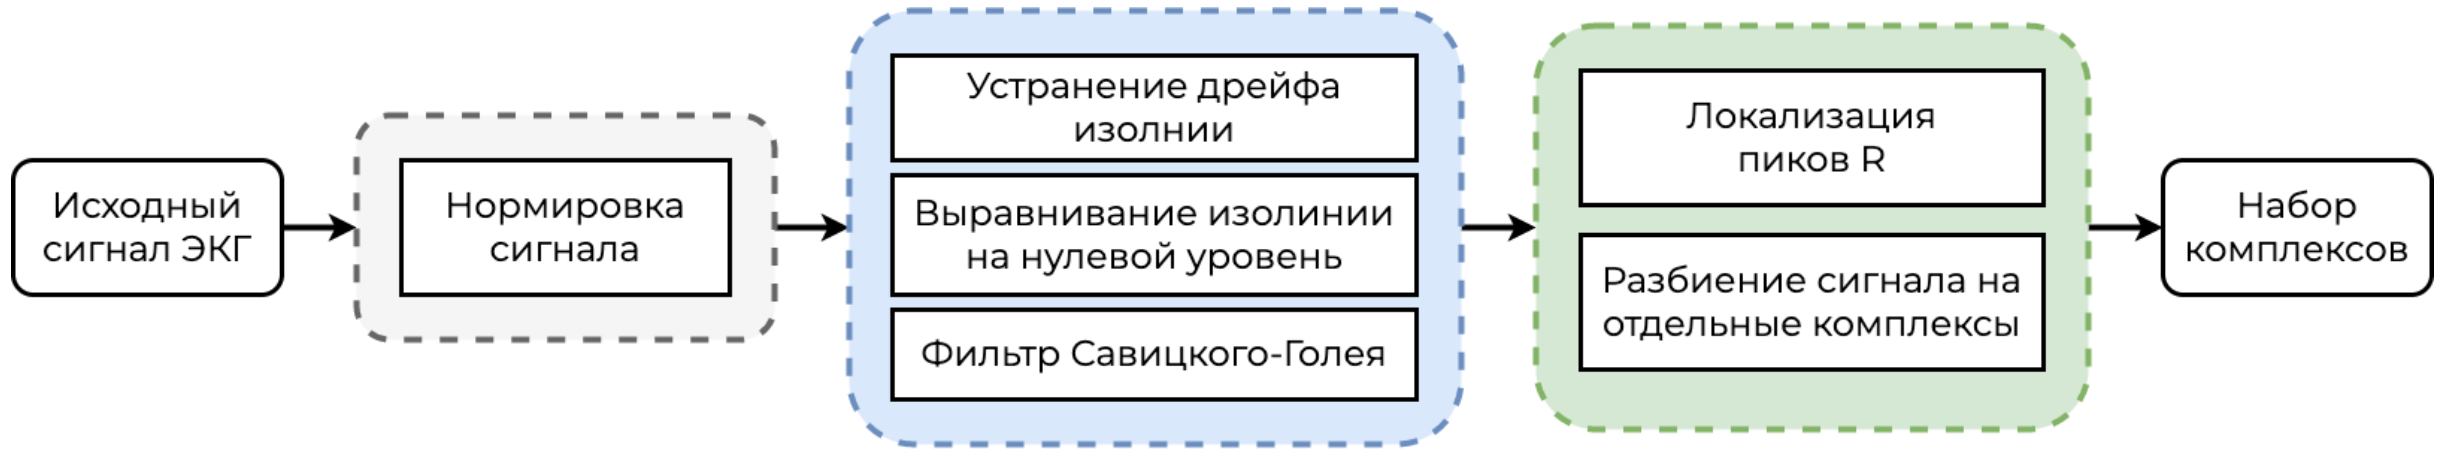 Исходный
сигнал ЭКГ
Нормировка
сигнала
Устранение дрейфа
изолнии
Выравнивание изолинии
на нулевой уровень
Фильтр Савицкого-Голея
Локализация
пиков R
Разбиение сигнала на
отдельные комплексы
Набор
комплексов